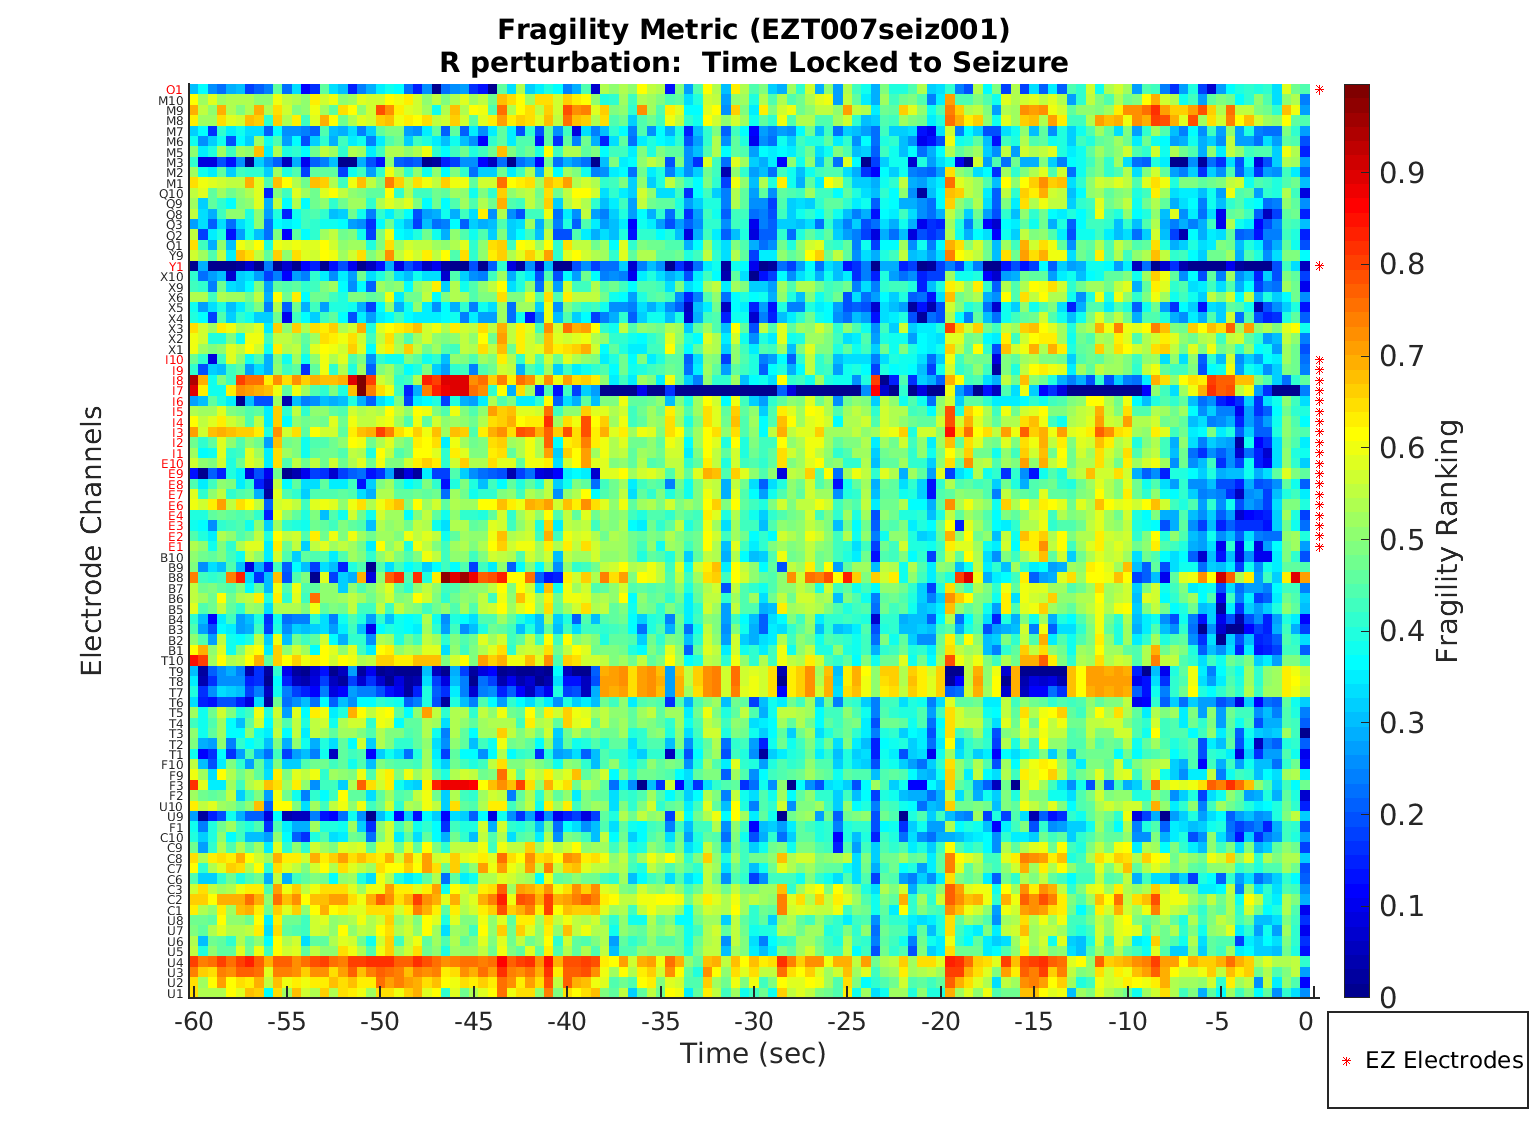 Fragility Metric (EZT007seiz001)
R perturbation:  Time Locked to Seizure
Electrode Channels
O1
M10
M9
M8
M7
M6
M5
M3
M2
M1
Q10
Q9
Q8
Q3
Q2
Q1
Y9
Y1
X10
X9
X6
X5
X4
X3
X2
X1
I10
I9
I8
I7
I6
I5
I4
I3
I2
I1
E10
E9
E8
E7
E6
E4
E3
E2
E1
B10
B9
B8
B7
B6
B5
B4
B3
B2
B1
T10
T9
T8
T7
T6
T5
T4
T3
T2
T1
F10
F9
F3
F2
U10
U9
F1
C10
C9
C8
C7
C6
C3
C2
C1
U8
U7
U6
U5
U4
U3
U2
U1
-60 -55 -50 -45 -40 -35 -30 -25 -20 -15 -10 -5 0
Time (sec)
0.9
0.8
0.7
0.6
0.5
0.4
0.3
0.2
0.1
0
Fragility Ranking
EZ Electrodes